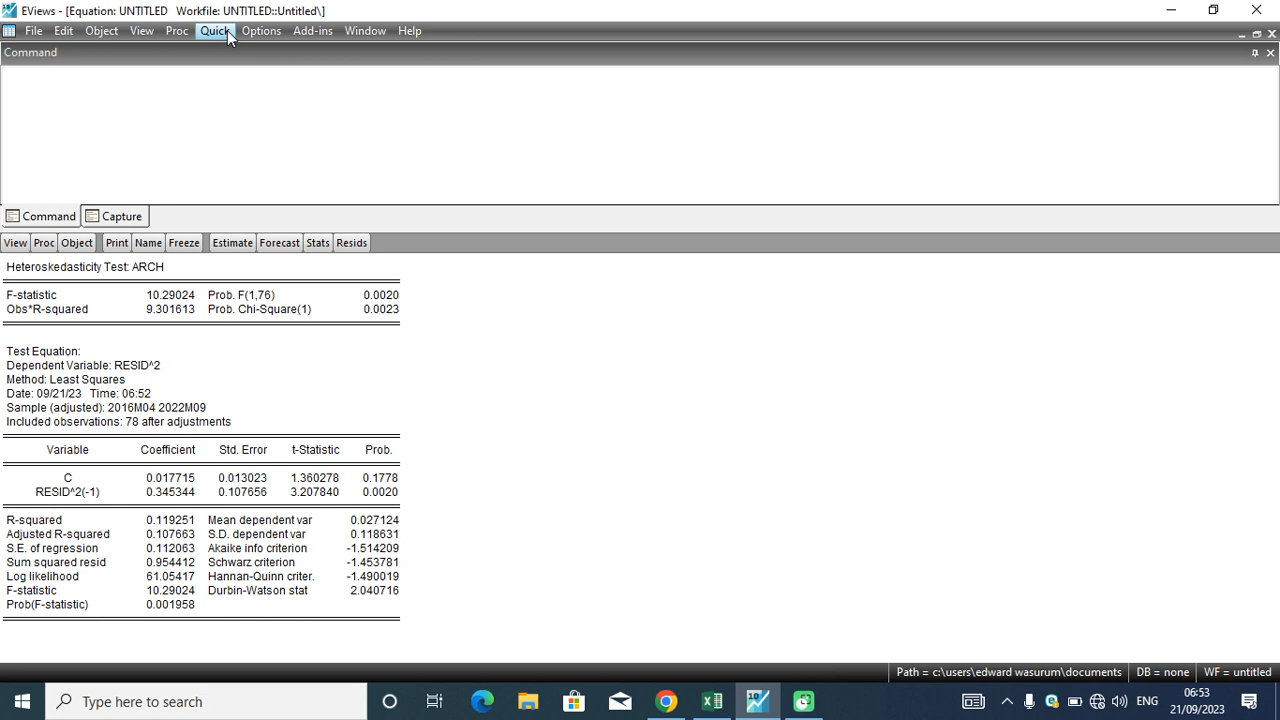 EViews - [Equation: UNTITLED   Workfile: UNTITLED::Untitled\]
File Edit Object View Proc Quick Options Add-ins Window Help
Command
Command Capture
View Proc Object Print Name Freeze Estimate Forecast Stats Resids
Heteroskedasticity Test: ARCH
F-statistic 10.29024 Prob. F(1,76) 0.0020
Obs*R-squared 9.301613 Prob. Chi-Square(1) 0.0023
Test Equation:
Dependent Variable: RESID^2
Method: Least Squares
Date: 09/21/23   Time: 06:52
Sample (adjusted): 2016M04 2022M09
Included observations: 78 after adjustments
Variable Coefficient Std. Error t-Statistic Prob.
C 0.017715 0.013023 1.360278 0.1778
RESID^2(-1) 0.345344 0.107656 3.207840 0.0020
R-squared 0.119251 Mean dependent var 0.027124
Adjusted R-squared 0.107663 S.D. dependent var 0.118631
S.E. of regression 0.112063 Akaike info criterion -1.514209
Sum squared resid 0.954412 Schwarz criterion -1.453781
Log likelihood 61.05417 Hannan-Quinn criter. -1.490019
F-statistic 10.29024 Durbin-Watson stat 2.040716
Prob(F-statistic) 0.001958
Path = c:\users\edward wasurum\documents DB = none WF = untitled
Type here to search
ENG
06:53
21/09/2023